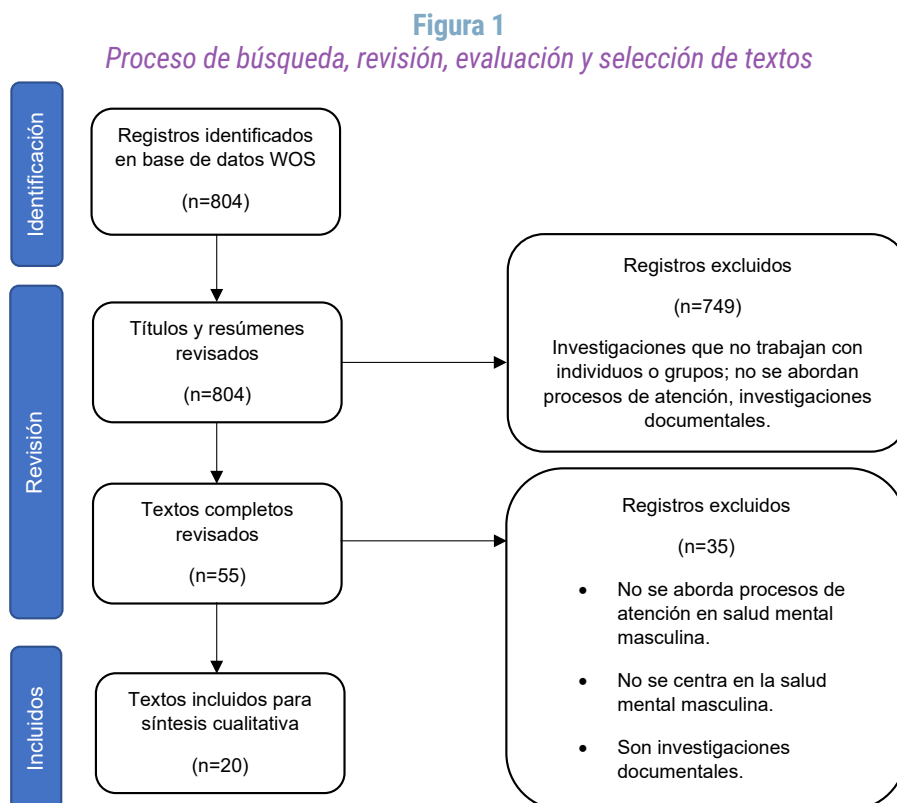 Figura 1
Proceso de búsqueda, revisión, evaluación y selección de textos
Identificación
Registros identificados
en base de datos WOS
(n=804)
Revisión
Títulos y resúmenes
revisados
(n=804)
Registros excluidos
(n=749)
Investigaciones que no trabajan con
individuos o grupos; no se abordan
procesos de atención, investigaciones
documentales.
Textos completos
revisados
(n=55)
Registros excluidos
(n=35)
• No se aborda procesos de
atención en salud mental
masculina.
• No se centra en la salud
mental masculina.
• Son investigaciones
documentales.
Incluidos
Textos incluidos para
síntesis cualitativa
(n=20)